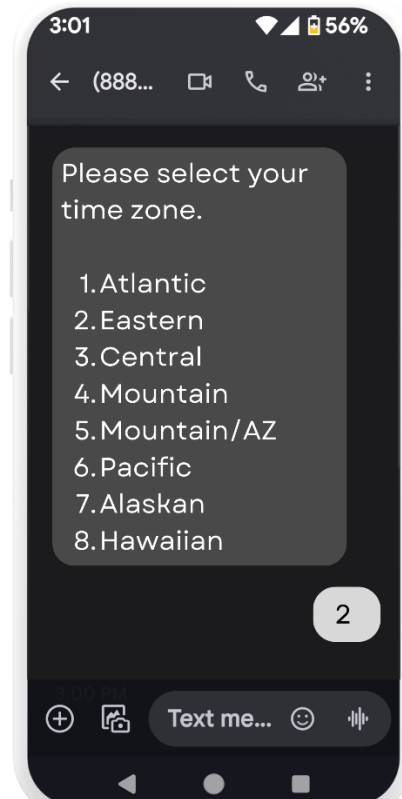 3:01 56%
(888...
Please select your
time zone.
1. Atlantic
2. Eastern
3. Central
4. Mountain
5. Mountain/AZ
6. Pacific
7. Alaskan
8. Hawaiian
2
3:00 PM
Text me...